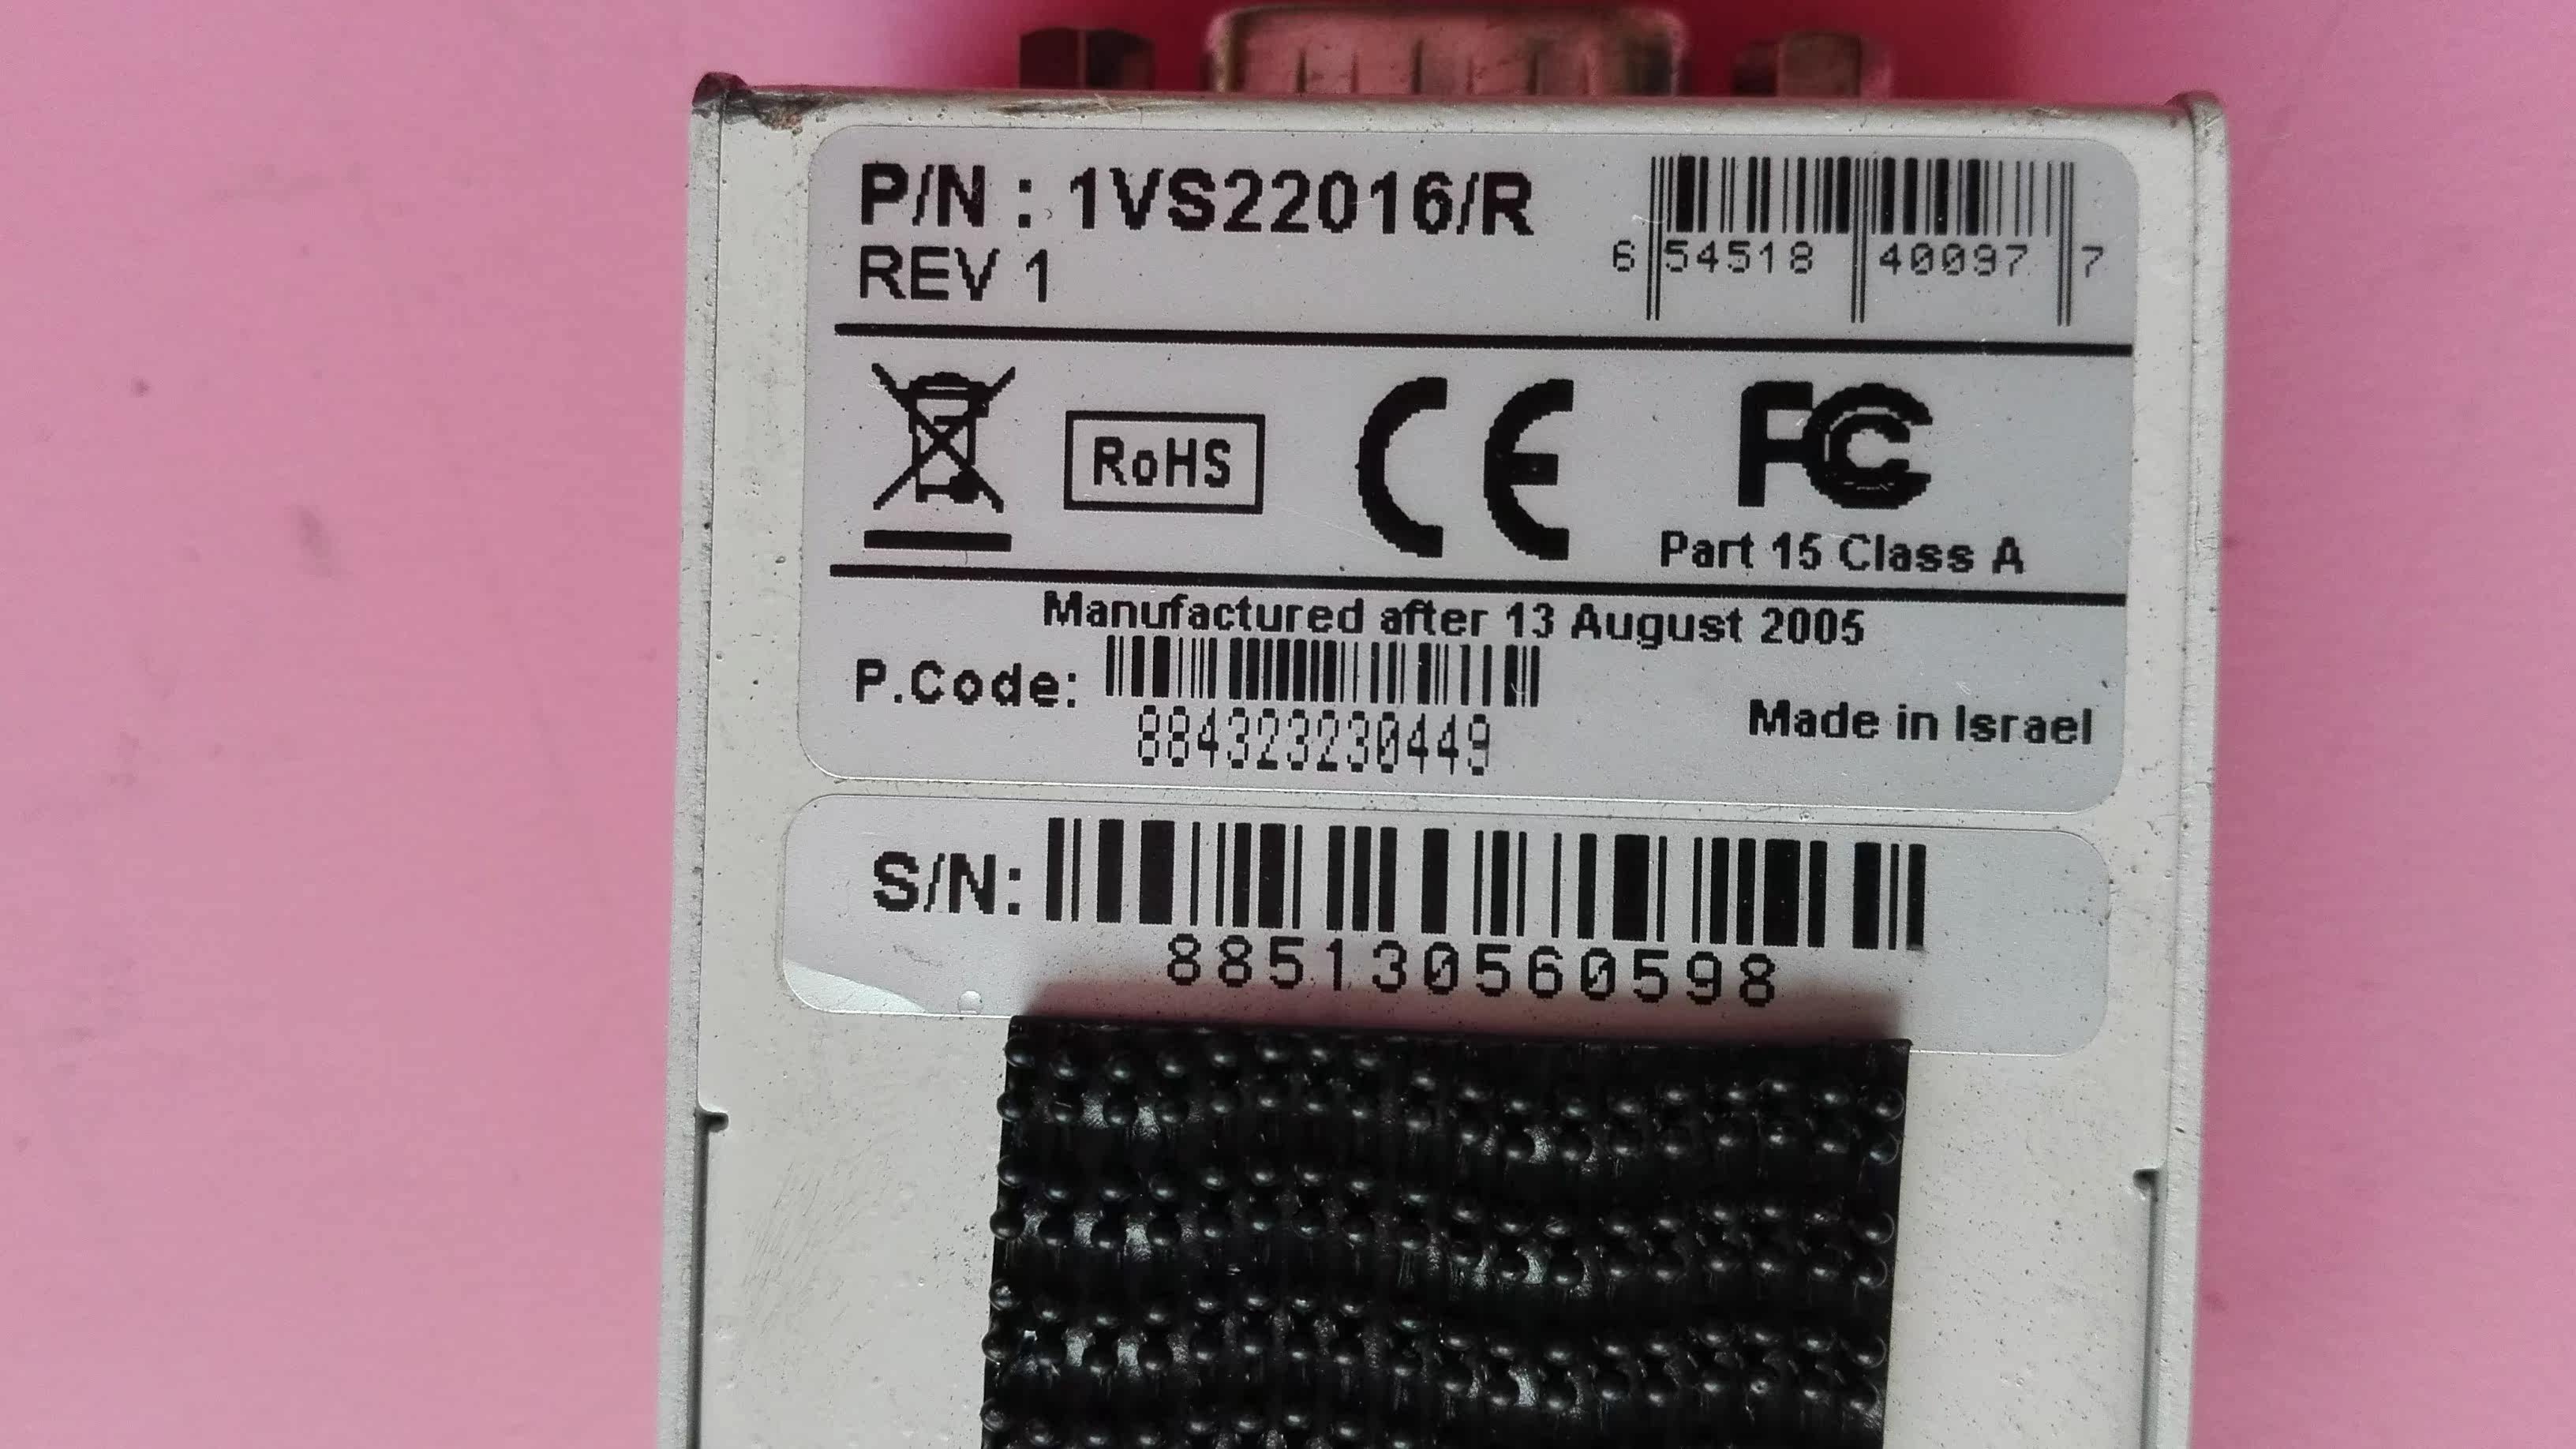 P/N : 1VS22016/R
REV 1
6 54518 40097 7
RoHS
CE
FC
Part 15 Class A
Manufactured after 13 August 2005
P.Code:
884323230449
Made in Israel
S/N:
885130560598